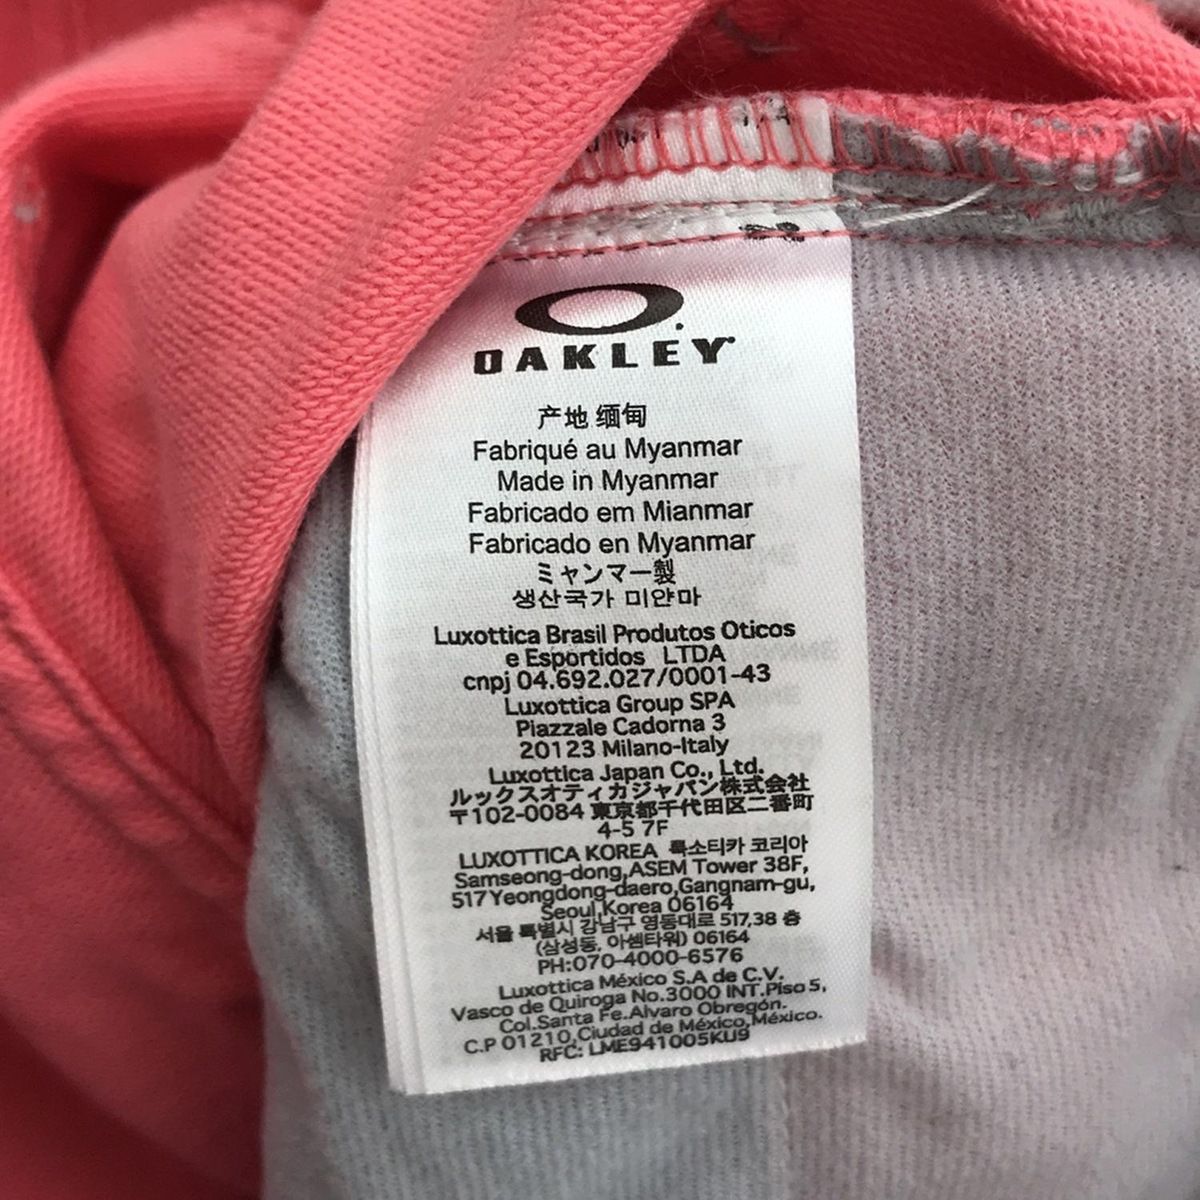 OAKLEY
产地 缅甸
Fabriqué au Myanmar
Made in Myanmar
Fabricado em Mianmar
Fabricado en Myanmar
ミャンマー製
생산국가 미얀마
Luxottica Brasil Produtos Oticos
e Esportidos LTDA
cnpj 04.692.027/0001-43
Luxottica Group SPA
Piazzale Cadorna 3
20123 Milano-Italy
Luxottica Japan Co., Ltd.
ルックスオティカジャパン株式会社
〒102-0084 東京都千代田区二番町
4-5 7F
LUXOTTICA KOREA 룩소티카 코리아
Samseong-dong,ASEM Tower 38F,
517 Yeongdong-daero,Gangnam-gu,
Seoul,Korea 06164
서울 특별시 강남구 영동대로 517,38 층
(삼성동, 아셈타워) 06164
PH:070-4000-6576
Luxottica México S.A de C.V.
Vasco de Quiroga No.3000 INT.Piso 5,
Col.Santa Fe.Alvaro Obregón.
C.P 01210,Ciudad de México,México.
RFC: LME941005KU9